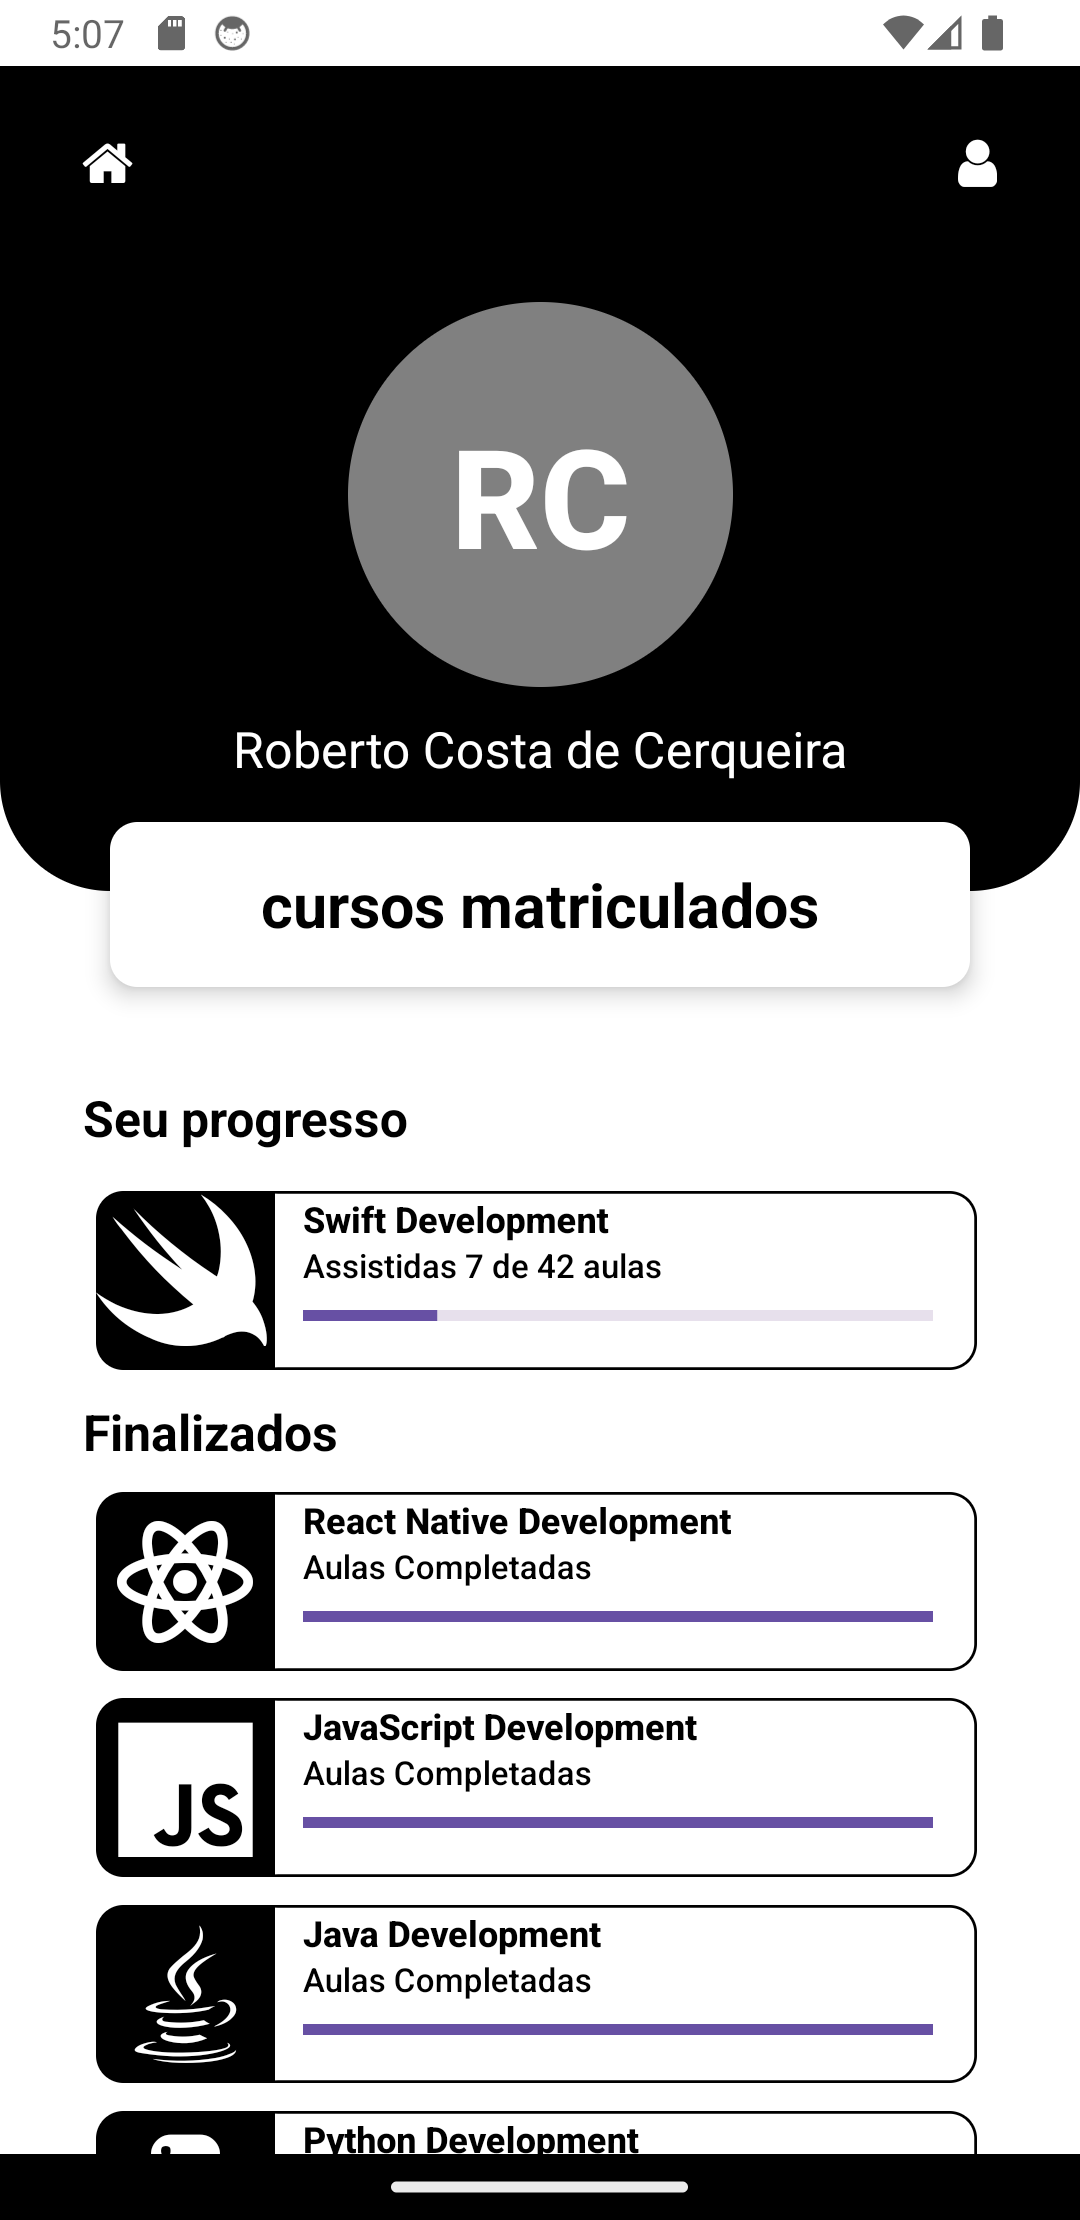 5:07
RC
Roberto Costa de Cerqueira
cursos matriculados
Seu progresso
Swift Development
Assistidas 7 de 42 aulas
Finalizados
React Native Development
Aulas Completadas
JS
JavaScript Development
Aulas Completadas
Java Development
Aulas Completadas
Python Development